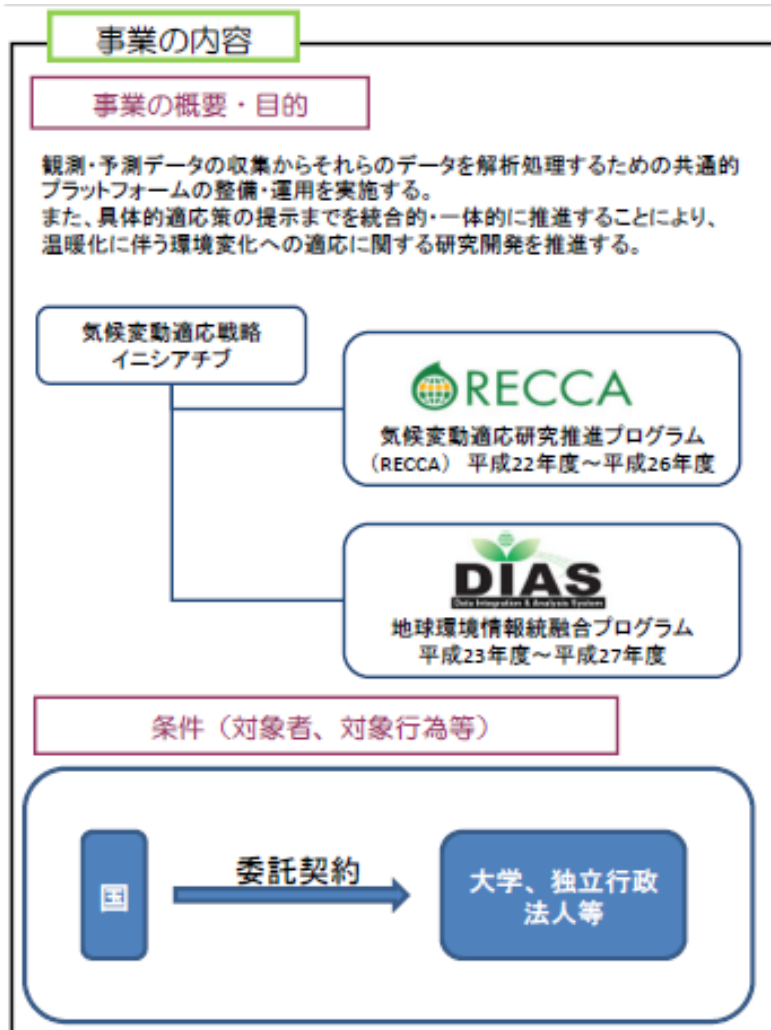 事業の内容
事業の概要・目的
観測・予測データの収集からそれらのデータを解析処理するための共通的
プラットフォームの整備・運用を実施する。
また、具体的適応策の提示までを統合的・一体的に推進することにより、
温暖化に伴う環境変化への適応に関する研究開発を推進する。
気候変動適応戦略
イニシアチブ
RECCA
気候変動適応研究推進プログラム
（RECCA） 平成22年度～平成26年度
DIAS
Data Integration & Analysis System
地球環境情報統融合プログラム
平成23年度～平成27年度
条件（対象者、対象行為等）
国
委託契約
大学、独立行政
法人等